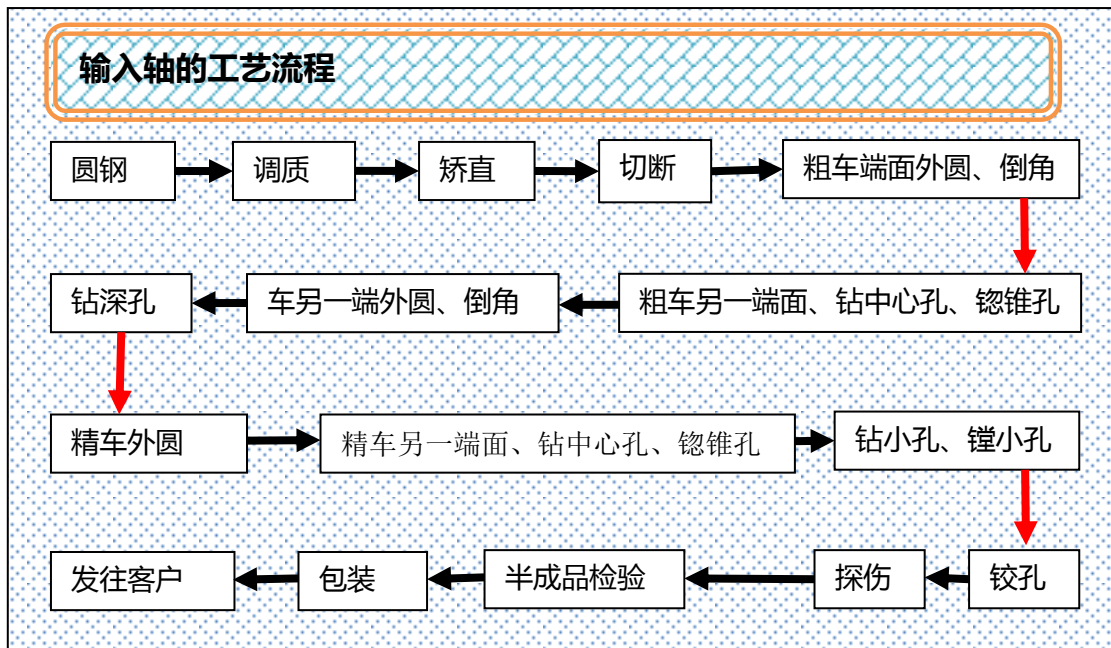 输入轴的工艺流程
圆钢
调质
矫直
切断
粗车端面外圆、倒角
粗车另一端面、钻中心孔、锪锥孔
车另一端外圆、倒角
钻深孔
精车外圆
精车另一端面、钻中心孔、锪锥孔
钻小孔、镗小孔
铰孔
探伤
半成品检验
包装
发往客户